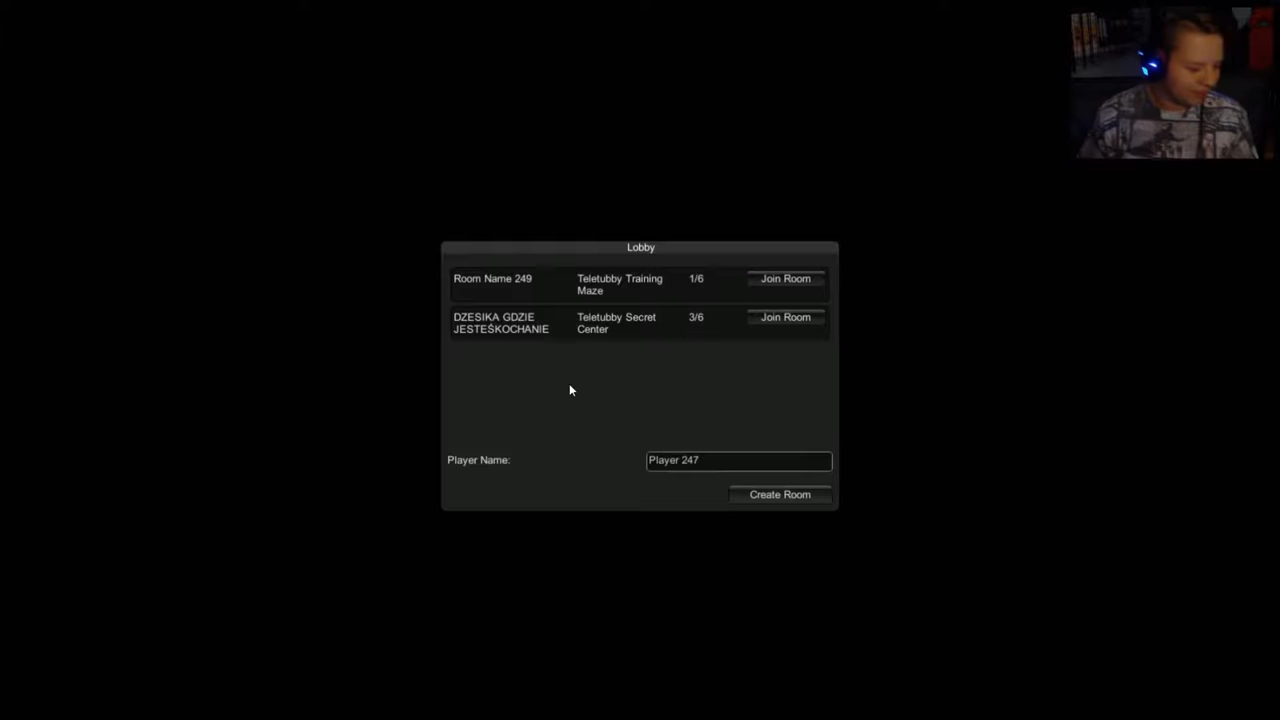 Lobby
Room Name 249
Teletubby Training
Maze
1/6
Join Room
DZESIKA GDZIE
JESTEŚKOCHANIE
Teletubby Secret
Center
3/6
Join Room
Player Name:
Player 247
Create Room